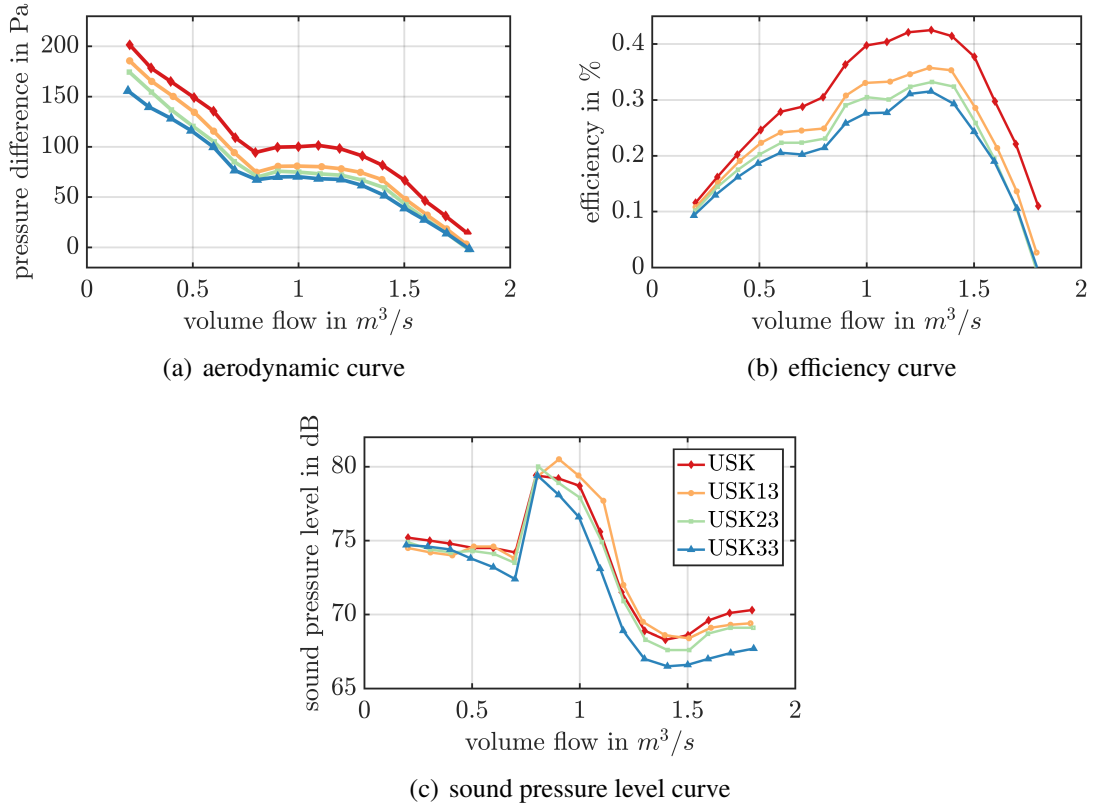 pressure difference in Pa
200
150
100
50
0
0 0.5 1 1.5 2
volume flow in m³/s
(a) aerodynamic curve
efficiency in %
0.4
0.3
0.2
0.1
0
0 0.5 1 1.5 2
volume flow in m³/s
(b) efficiency curve
sound pressure level in dB
80
75
70
65
USK
USK13
USK23
USK33
0 0.5 1 1.5 2
volume flow in m³/s
(c) sound pressure level curve